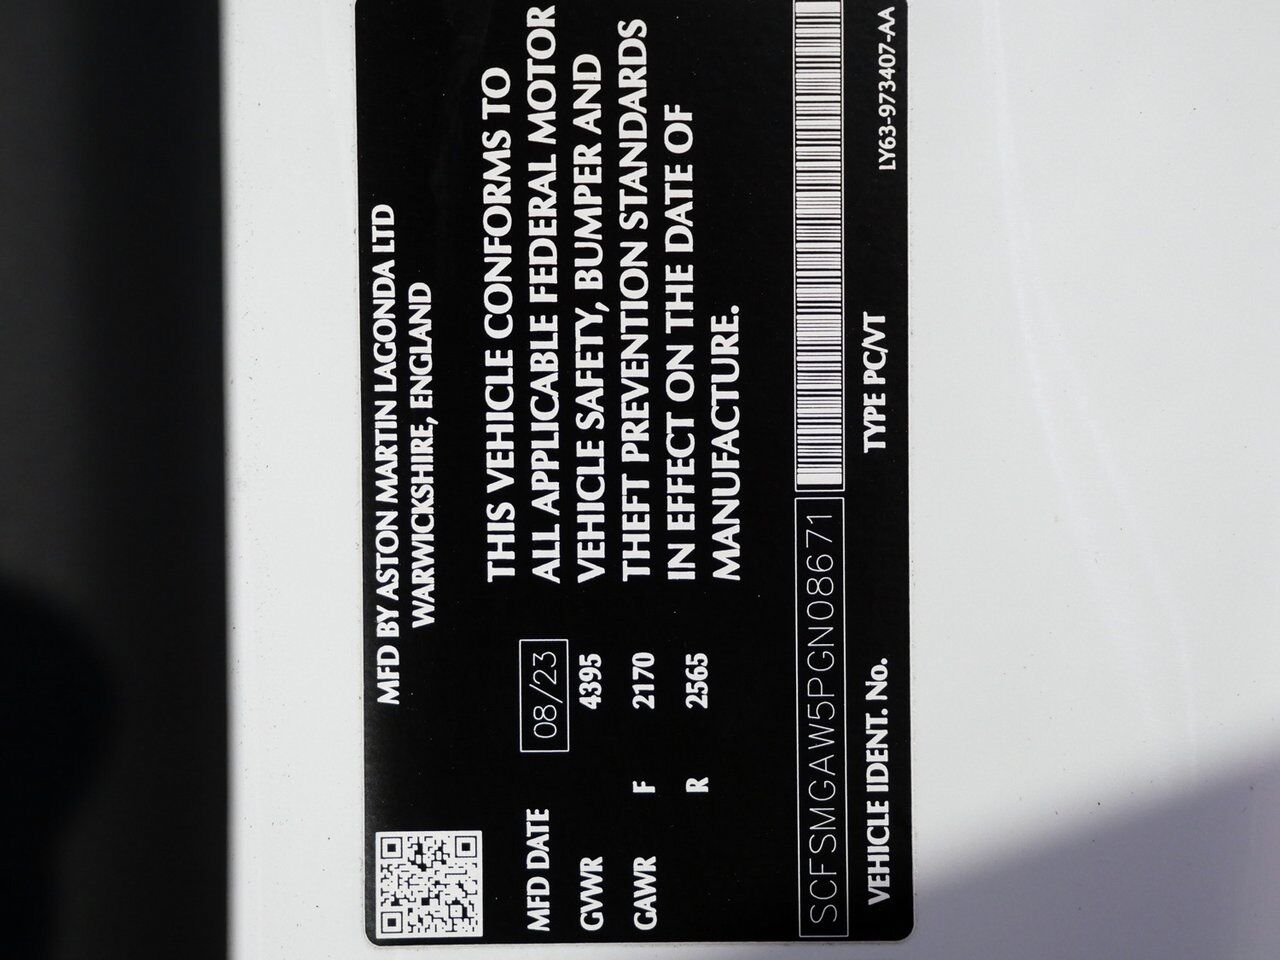 MFD BY ASTON MARTIN LAGONDA LTD
WARWICKSHIRE, ENGLAND
MFD DATE 08/23
GVWR 4395
GAWR F 2170
R 2565
THIS VEHICLE CONFORMS TO
ALL APPLICABLE FEDERAL MOTOR
VEHICLE SAFETY, BUMPER AND
THEFT PREVENTION STANDARDS
IN EFFECT ON THE DATE OF
MANUFACTURE.
SCFSMGAW5PGN08671
VEHICLE IDENT. No. TYPE PC/VT LY63-973407-AA